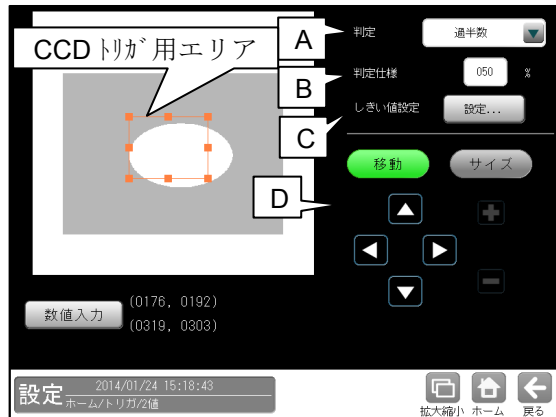 CCDﾄﾘｶﾞ用エリア
A
判定
過半数
B
判定仕様
050
%
C
しきい値設定
設定...
移動
サイズ
D
数値入力
(0176, 0192)
(0319, 0303)
設定
2014/01/24 15:18:43
ホーム/トリガ/2値
拡大縮小
ホーム
戻る